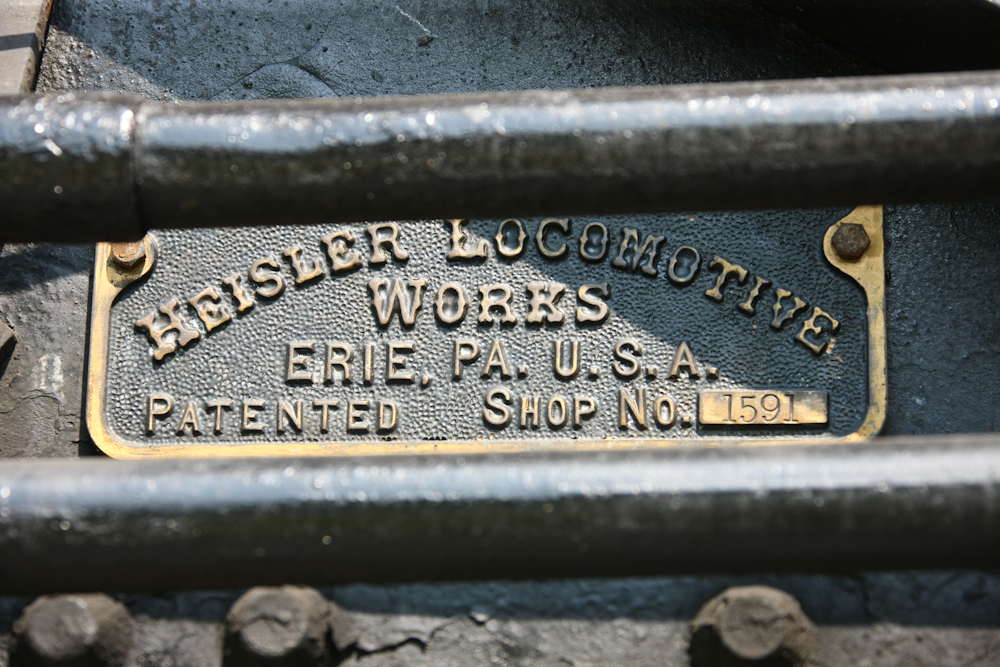 HEISLER LOCOMOTIVE
WORKS
ERIE, PA. U.S.A.
PATENTED SHOP NO. 1591